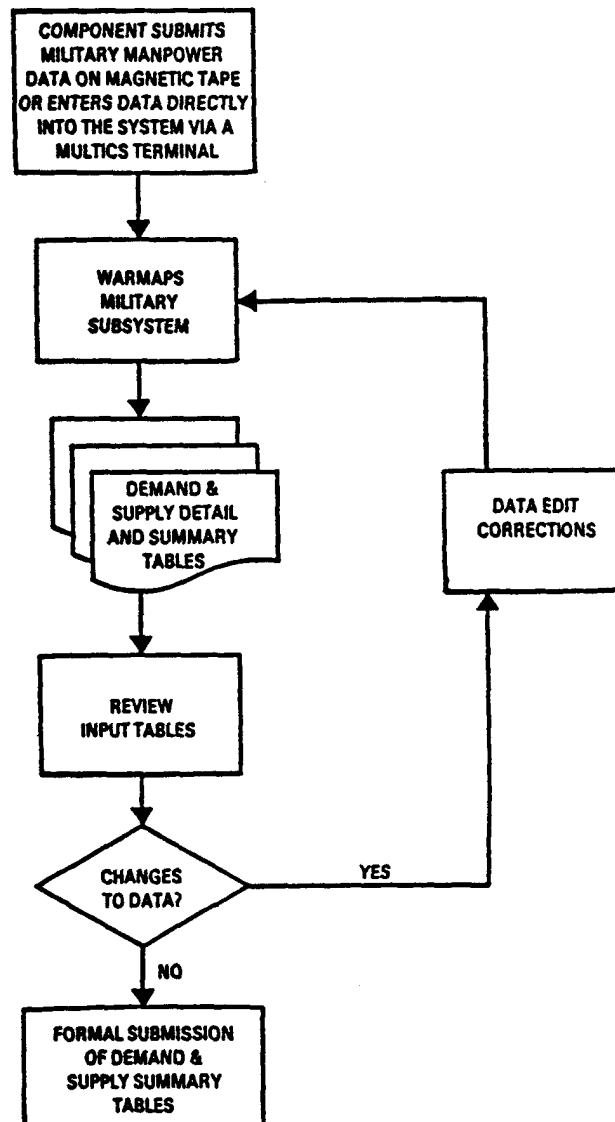 COMPONENT SUBMITS
MILITARY MANPOWER
DATA ON MAGNETIC TAPE
OR ENTERS DATA DIRECTLY
INTO THE SYSTEM VIA A
MULTICS TERMINAL
WARMAPS
MILITARY
SUBSYSTEM
DEMAND &
SUPPLY DETAIL
AND SUMMARY
TABLES
DATA EDIT
CORRECTIONS
REVIEW
INPUT TABLES
CHANGES
TO DATA?
YES
NO
FORMAL SUBMISSION
OF DEMAND &
SUPPLY SUMMARY
TABLES